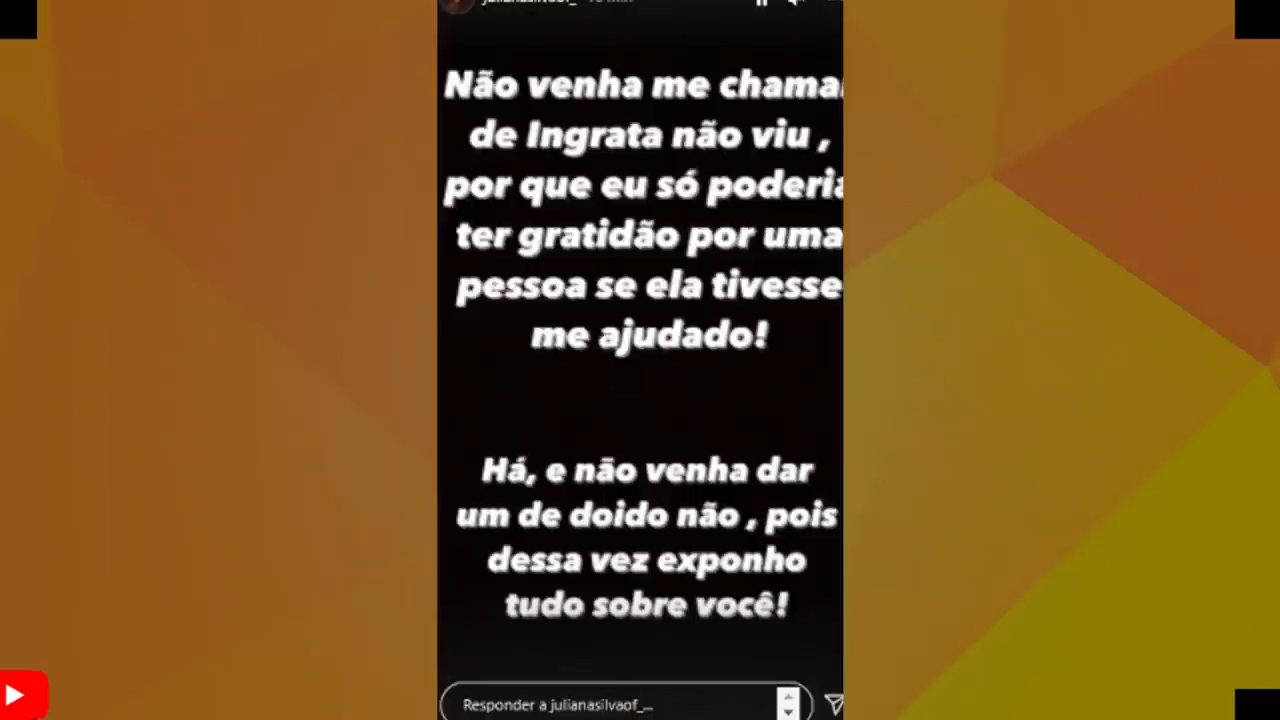 Não venha me chama
de Ingrata não viu ,
por que eu só poderia
ter gratidão por uma
pessoa se ela tivesse
me ajudado!
Há, e não venha dar
um de doido não , pois
dessa vez exponho
tudo sobre você!
Responder a julianasilvaof_...